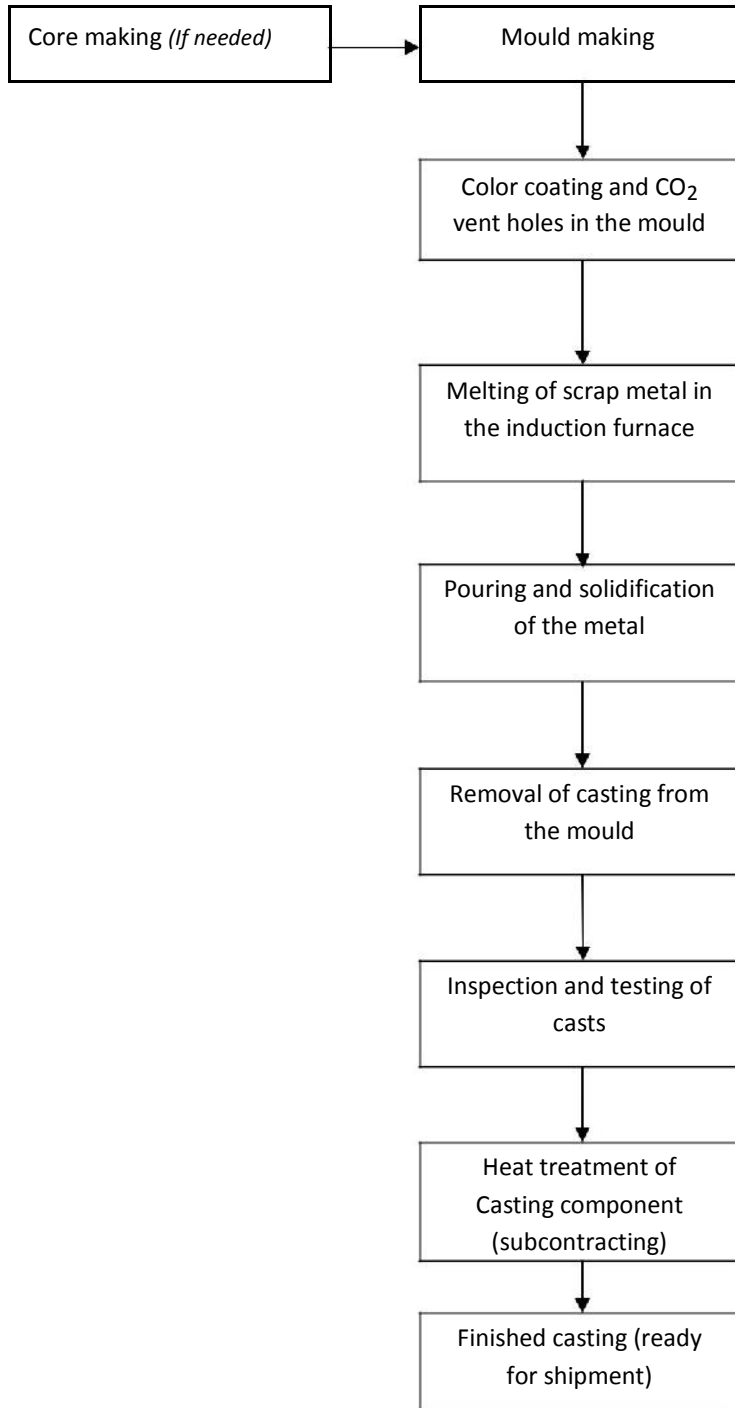 Core making (If needed)
Mould making
Color coating and CO2
vent holes in the mould
Melting of scrap metal in
the induction furnace
Pouring and solidification
of the metal
Removal of casting from
the mould
Inspection and testing of
casts
Heat treatment of
Casting component
(subcontracting)
Finished casting (ready
for shipment)